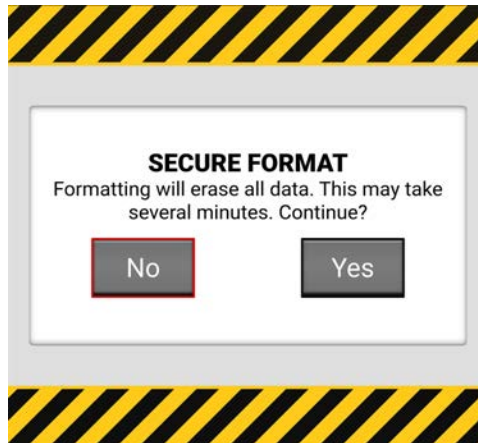 SECURE FORMAT
Formatting will erase all data. This may take
several minutes. Continue?
No
Yes